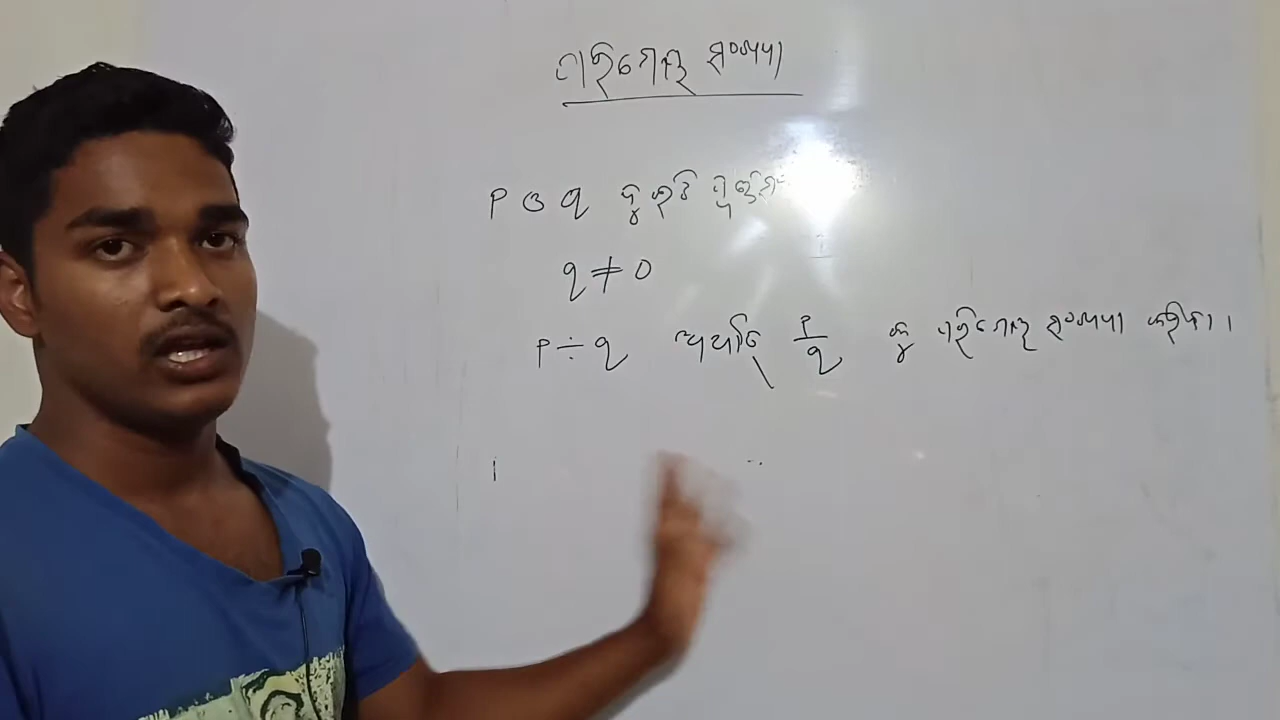 ପରିମେୟ ସଂଖ୍ୟା
P ଓ q ଦୁଇଟି
q ≠ 0
P ÷ q ଅର୍ଥାତ୍ P/q କୁ ପରିମେୟ ସଂଖ୍ୟା କହିବା ।